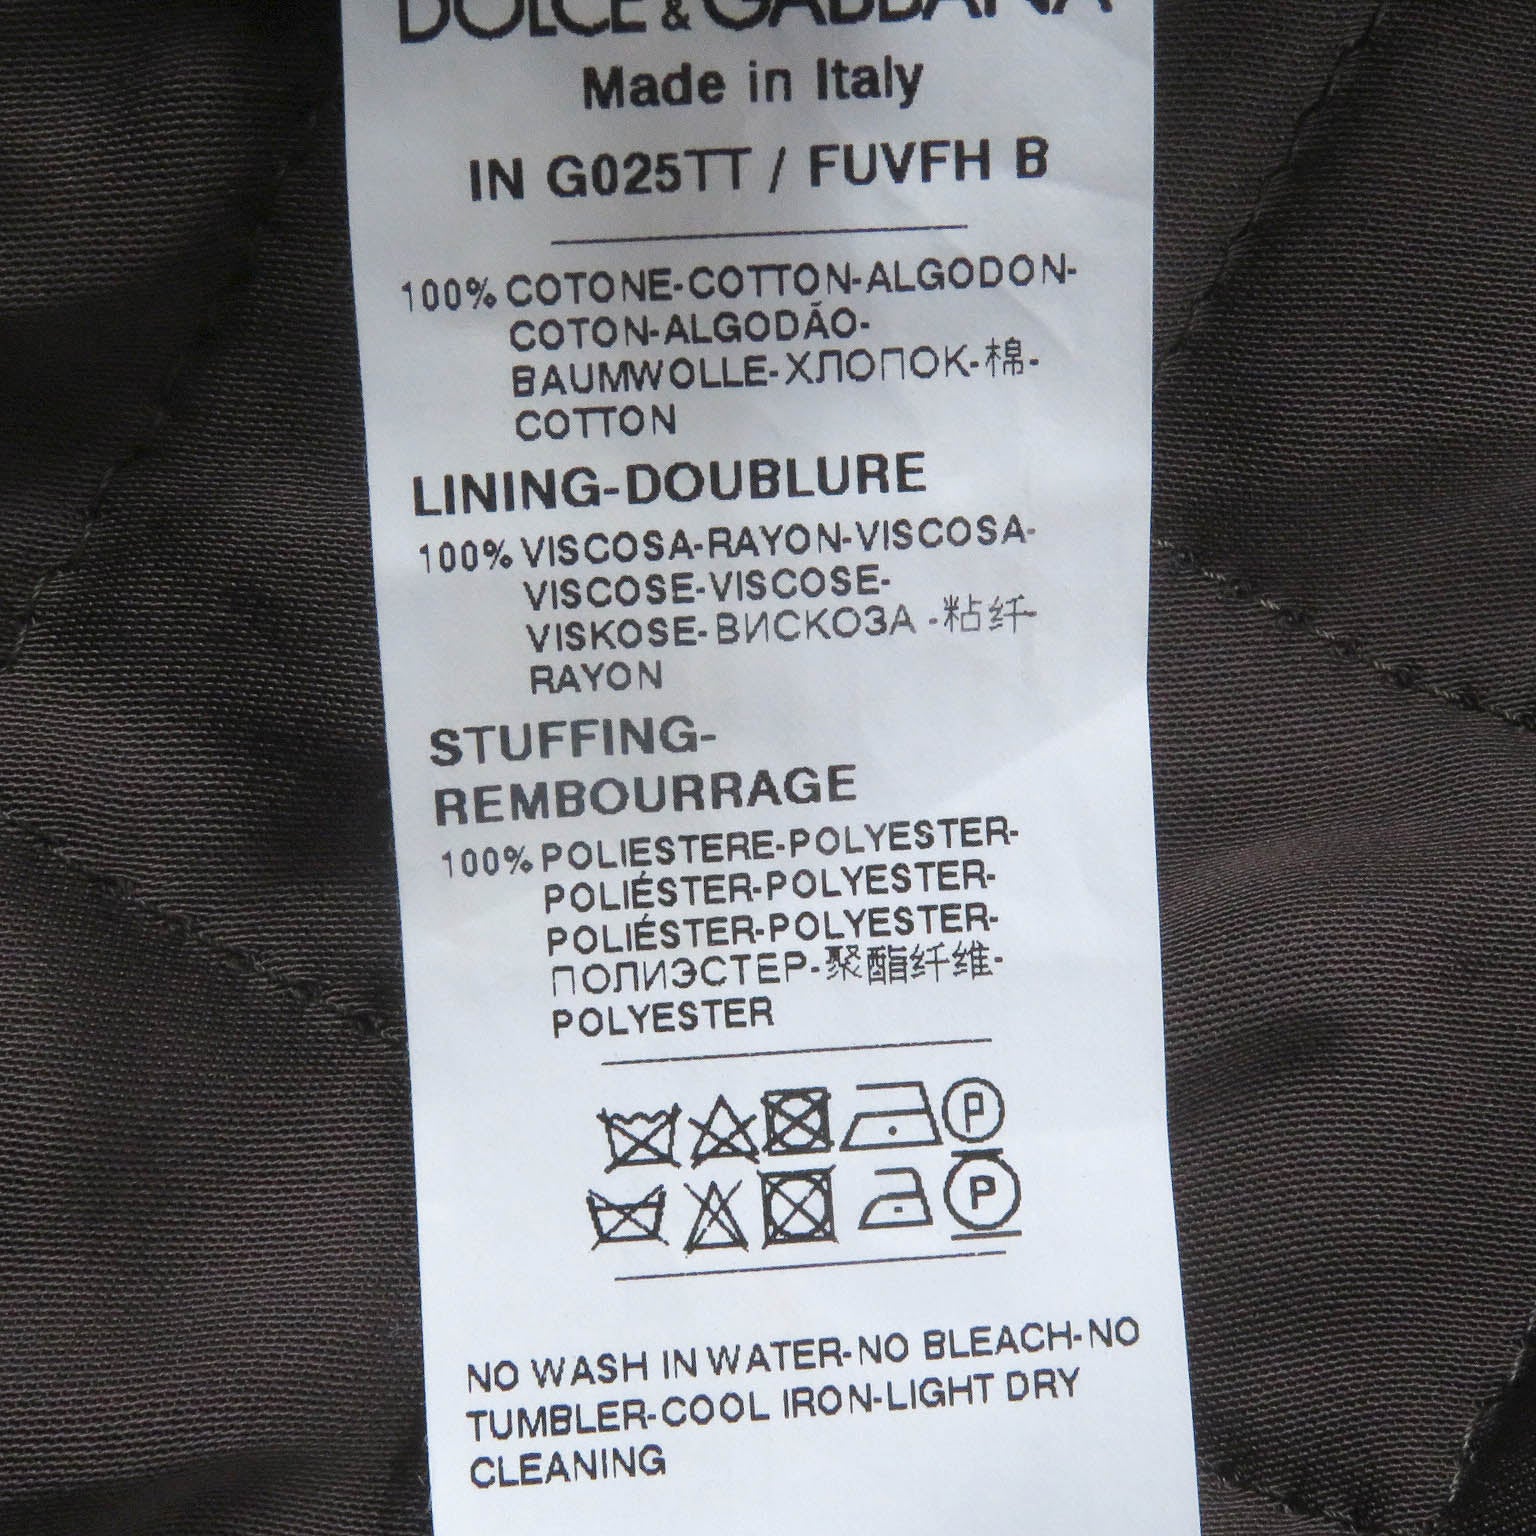 DOLCE & GABBANA
Made in Italy
IN G025TT / FUVFH B
100% COTONE-COTTON-ALGODON-
COTON-ALGODÃO-
BAUMWOLLE-ХЛОПОК-棉-
COTTON
LINING-DOUBLURE
100% VISCOSA-RAYON-VISCOSA-
VISCOSE-VISCOSE-
VISKOSE-ВИСКОЗА -粘纤-
RAYON
STUFFING-
REMBOURRAGE
100% POLIESTERE-POLYESTER-
POLIÉSTER-POLYESTER-
POLIÉSTER-POLYESTER-
ПОЛИЭСТЕР-聚酯纤维-
POLYESTER
P
P
NO WASH IN WATER-NO BLEACH-NO
TUMBLER-COOL IRON-LIGHT DRY
CLEANING